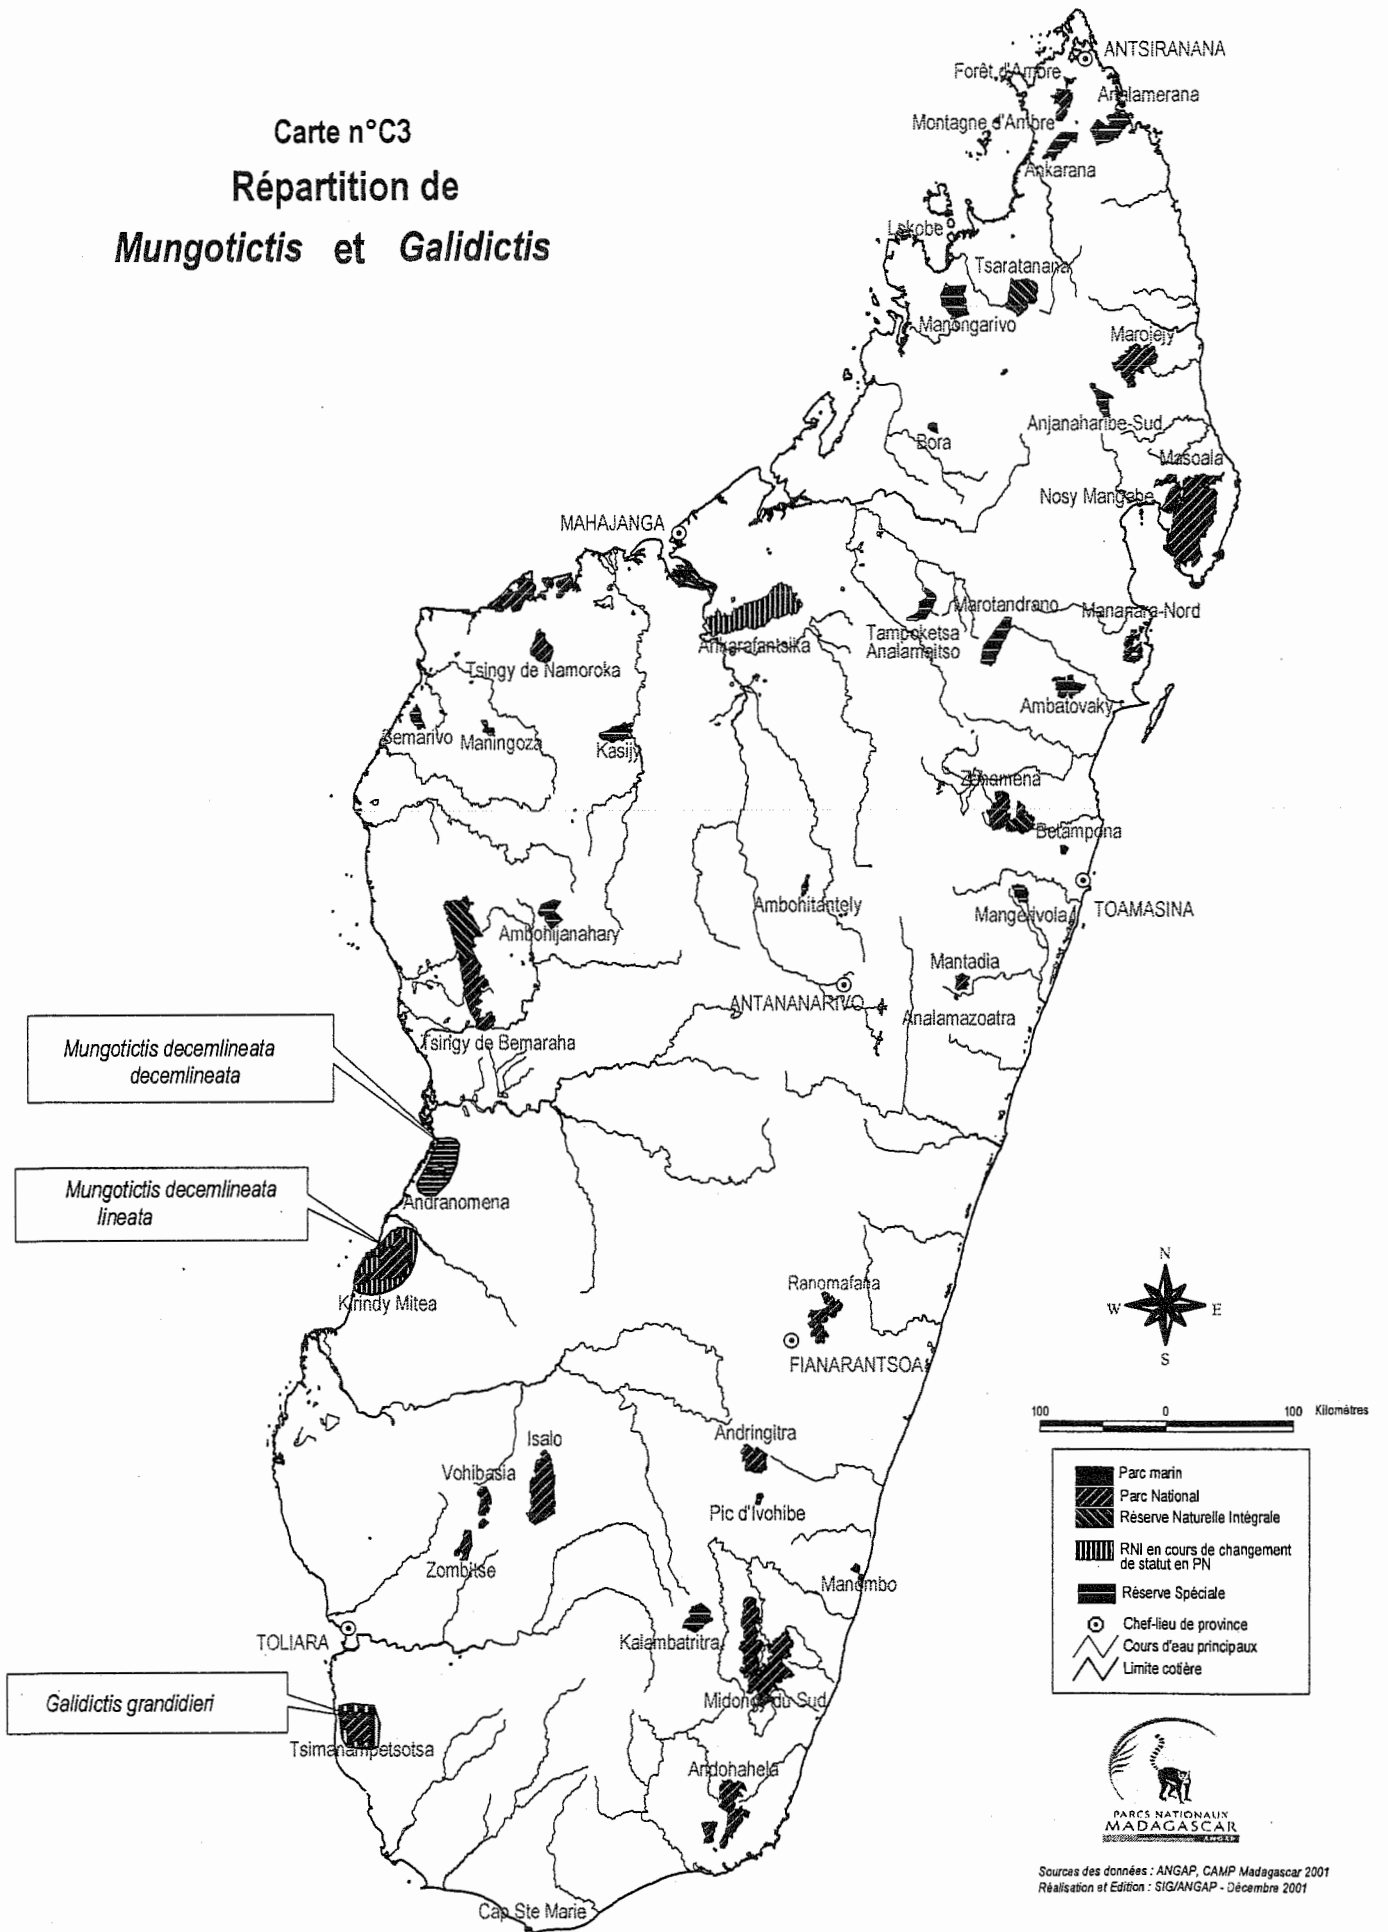 Carte n°C3
Répartition de
Mungotictis et Galidictis
ANTSIRANANA
Forêt d'Ambre
Analamerana
Montagne d'Ambre
Ankarana
Lokobe
Tsaratanana
Manongarivo
Marojejy
Anjanaharibe-Sud
Bora
Masoala
Nosy Mangabe
MAHAJANGA
Ankarafantsika
Tampoketsa
Analamaitso
Marotandrano
Mananara-Nord
Tsingy de Namoroka
Ambatovaky
Bemarivo
Maningoza
Kasijy
Zahamena
Betampona
Ambohitantely
Mangerivola
TOAMASINA
Ambohijanahary
Mantadia
ANTANANARIVO
Analamazoatra
Tsingy de Bemaraha
Mungotictis decemlineata
decemlineata
Mungotictis decemlineata
lineata
Andranomena
Kirindy Mitea
Ranomafana
FIANARANTSOA
N
W
E
S
100 0 100 Kilomètres
Isalo
Andringitra
Vohibasia
Pic d'Ivohibe
Zombitse
Manombo
Kalambatritra
TOLIARA
Midongy du Sud
Galidictis grandidieri
Tsimanampetsotsa
Andohahela
Cap Ste Marie
Parc marin
Parc National
Réserve Naturelle Intégrale
RNI en cours de changement
de statut en PN
Réserve Spéciale
Chef-lieu de province
Cours d'eau principaux
Limite cotière
PARCS NATIONAUX
MADAGASCAR
ANGAP
Sources des données : ANGAP, CAMP Madagascar 2001
Réalisation et Edition : SIG/ANGAP - Décembre 2001